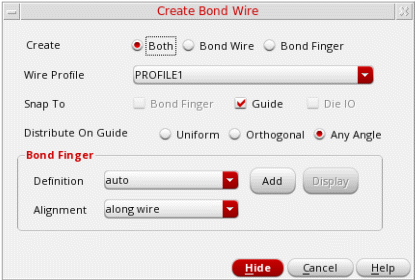 Create Bond Wire
Create Both Bond Wire Bond Finger
Wire Profile PROFILE1
Snap To Bond Finger Guide Die IO
Distribute On Guide Uniform Orthogonal Any Angle
Bond Finger
Definition auto Add Display
Alignment along wire
Hide Cancel Help